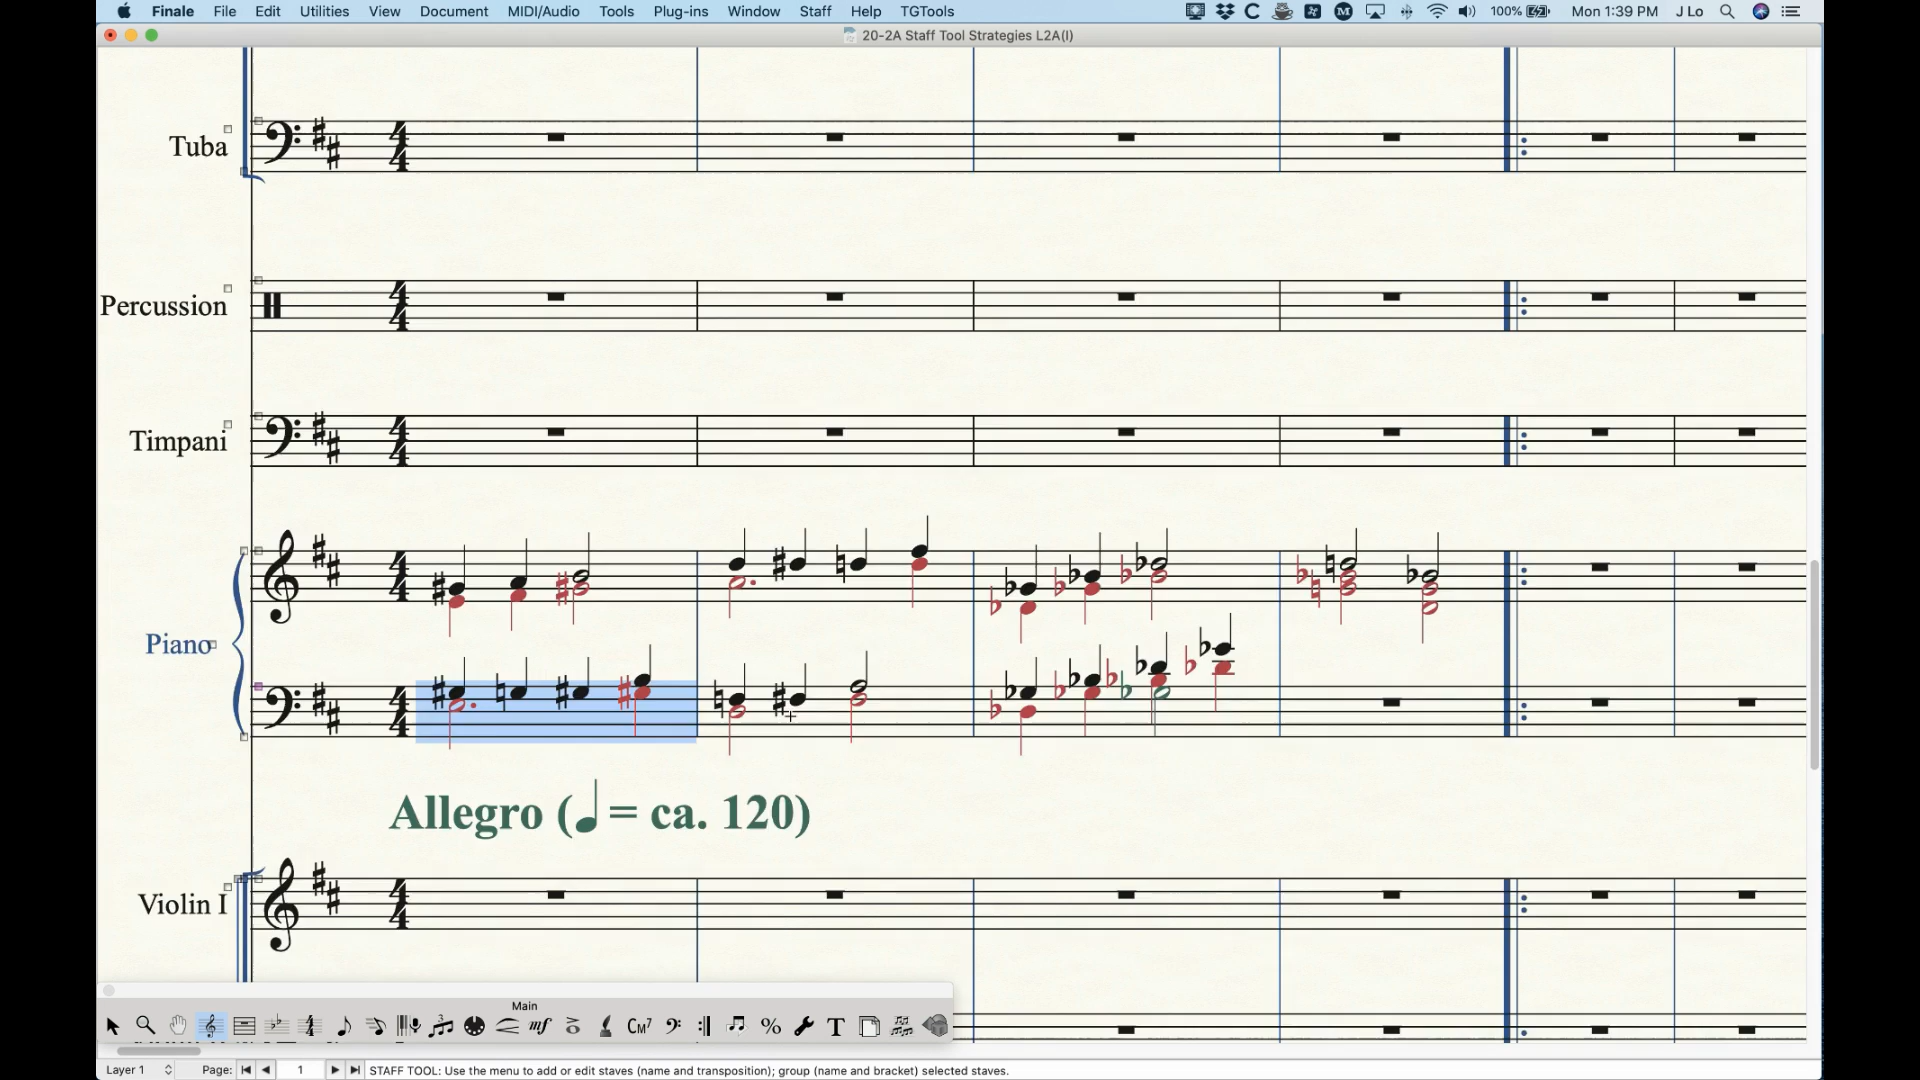 Finale File Edit Utilities View Document MIDI/Audio Tools Plug-ins Window Staff Help TGTools 100% Mon 1:39 PM J Lo
20-2A Staff Tool Strategies L2A(I)
Tuba
Percussion
Timpani
Piano
Allegro (♩ = ca. 120)
Violin I
Main
mf CM7 % T
Layer 1 Page: 1 STAFF TOOL: Use the menu to add or edit staves (name and transposition); group (name and bracket) selected staves.